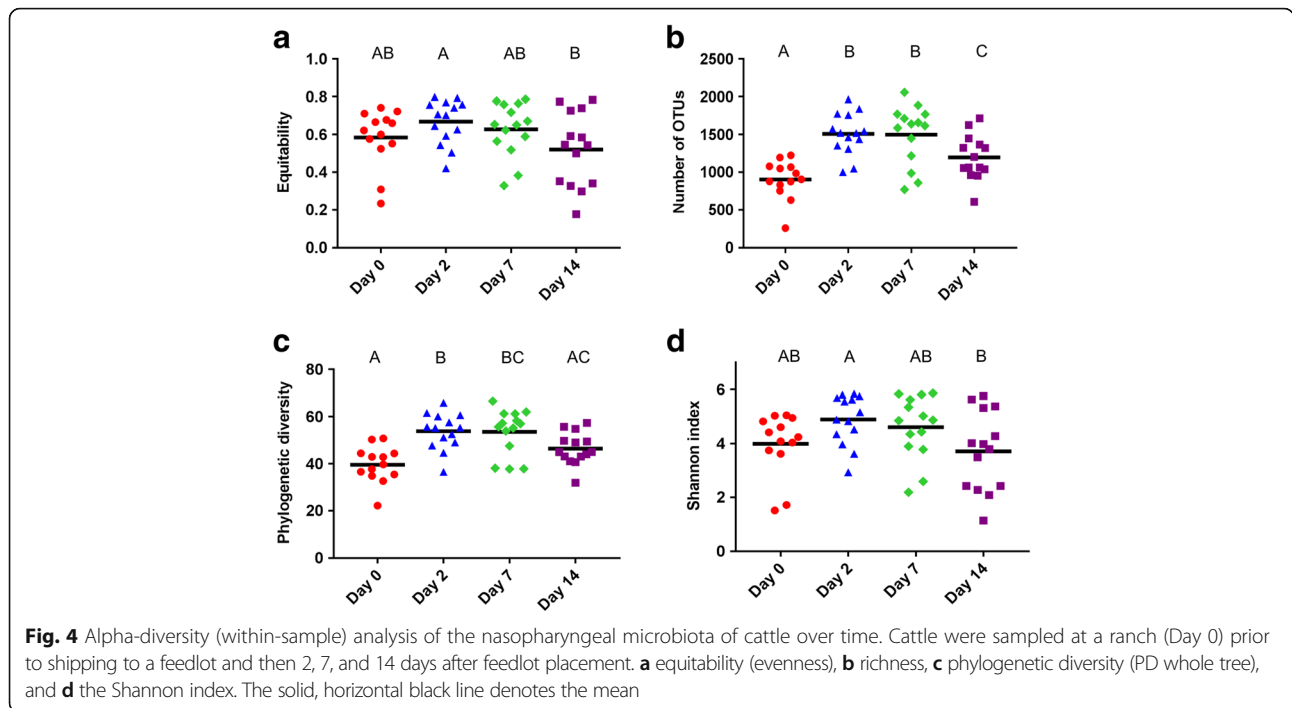 a
AB A AB B
1.0
0.8
0.6
0.4
0.2
0.0
Equitability
Day 0 Day 2 Day 7 Day 14
b
A B B C
2500
2000
1500
1000
500
0
Number of OTUs
Day 0 Day 2 Day 7 Day 14
c
A B BC AC
80
60
40
20
0
Phylogenetic diversity
Day 0 Day 2 Day 7 Day 14
d
AB A AB B
6
4
2
0
Shannon index
Day 0 Day 2 Day 7 Day 14
Fig. 4 Alpha-diversity (within-sample) analysis of the nasopharyngeal microbiota of cattle over time. Cattle were sampled at a ranch (Day 0) prior
to shipping to a feedlot and then 2, 7, and 14 days after feedlot placement. a equitability (evenness), b richness, c phylogenetic diversity (PD whole tree),
and d the Shannon index. The solid, horizontal black line denotes the mean